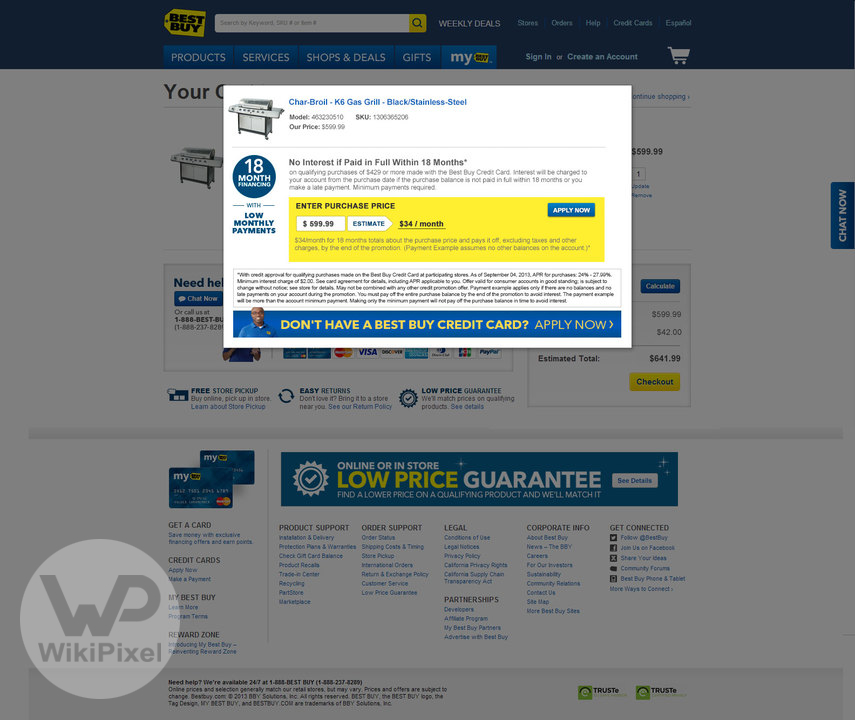 BEST BUY
Search by Keyword, SKU # or Item #
WEEKLY DEALS
Stores Orders Help Credit Cards Español
PRODUCTS SERVICES SHOPS & DEALS GIFTS my BEST BUY
Sign In or Create an Account
Your C
ontinue shopping ›
Char-Broil - K6 Gas Grill - Black/Stainless-Steel
Model: 463230510 SKU: 1306365206
Our Price: $599.99
$599.99
1
Update
Remove
CHAT NOW
18
MONTH
FINANCING
WITH
LOW
MONTHLY
PAYMENTS
No Interest if Paid in Full Within 18 Months*
on qualifying purchases of $429 or more made with the Best Buy Credit Card. Interest will be charged to
your account from the purchase date if the purchase balance is not paid in full within 18 months or you
make a late payment. Minimum payments required.
ENTER PURCHASE PRICE
APPLY NOW
$ 599.99 ESTIMATE $34 / month
$34/month for 18 months totals about the purchase price and pays it off, excluding taxes and other
charges, by the end of the promotion. (Payment Example assumes no other balances on the account.)*
*With credit approval for qualifying purchases made on the Best Buy Credit Card at participating stores. As of September 04, 2013, APR for purchases: 24% - 27.99%.
Minimum interest charge of $2.00. See card agreement for details, including APR applicable to you. Offer valid for consumer accounts in good standing; is subject to
change without notice; see store for details. May not be combined with any other credit promotion offer. Payment example applies only if there are no balances and no
late payments on your account during the promotion. You must pay off the entire purchase balance by the end of the promotion to avoid interest. The payment example
will be more than the account minimum payment. Making only the minimum payment will not pay off the purchase balance in time to avoid interest.
DON'T HAVE A BEST BUY CREDIT CARD? APPLY NOW ›
Need hel
Chat Now
Or call us at
1-888-BEST-BU
(1-888-237-828
VISA DISCOVER PayPal
Calculate
$599.99
$42.00
Estimated Total: $641.99
Checkout
FREE STORE PICKUP
Buy online, pick up in store.
Learn about Store Pickup
EASY RETURNS
Don't love it? Bring it to a store
near you. See our Return Policy
LOW PRICE GUARANTEE
We'll match prices on qualifying
products. See details
my BEST BUY
my BEST BUY
ONLINE OR IN STORE
LOW PRICE GUARANTEE
FIND A LOWER PRICE ON A QUALIFYING PRODUCT AND WE'LL MATCH IT
See Details
GET A CARD
Save money with exclusive
financing offers and earn points.
CREDIT CARDS
Apply Now
Make a Payment
MY BEST BUY
Learn More
Program Terms
REWARD ZONE
Introducing My Best Buy –
Reinventing Reward Zone
PRODUCT SUPPORT
Installation & Delivery
Protection Plans & Warranties
Check Gift Card Balance
Product Recalls
Trade-in Center
Recycling
PartStore
Marketplace
ORDER SUPPORT
Order Status
Shipping Costs & Timing
Store Pickup
International Orders
Return & Exchange Policy
Customer Service
Low Price Guarantee
LEGAL
Conditions of Use
Legal Notices
Privacy Policy
California Privacy Rights
California Supply Chain
Transparency Act
PARTNERSHIPS
Developers
Affiliate Program
My Best Buy Partners
Advertise with Best Buy
CORPORATE INFO
About Best Buy
News – The BBY
Careers
For Our Investors
Sustainability
Community Relations
Contact Us
Site Map
More Best Buy Sites
GET CONNECTED
Follow @BestBuy
Join Us on Facebook
Share Your Ideas
Community Forums
Best Buy Phone & Tablet
More Ways to Connect ›
WP
WikiPixel
Need help? We're available 24/7 at 1-888-BEST BUY (1-888-237-8289)
Online prices and selection generally match our retail stores, but may vary. Prices and offers are subject to
change. Bestbuy.com: © 2013 BBY Solutions, Inc. All rights reserved. BEST BUY, the BEST BUY logo, the
Tag Design, MY BEST BUY, and BESTBUY.COM are trademarks of BBY Solutions, Inc.
TRUSTe
TRUSTe